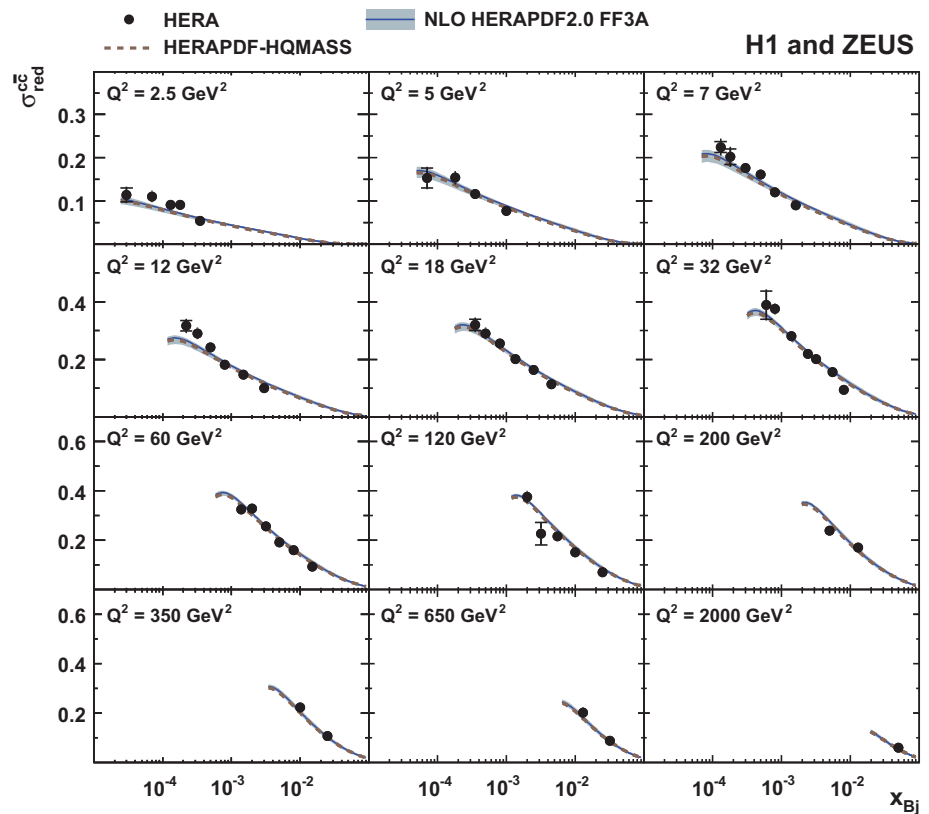 HERA NLO HERAPDF2.0 FF3A
HERAPDF-HQMASS H1 and ZEUS
σ_red^cc̄
Q² = 2.5 GeV² Q² = 5 GeV² Q² = 7 GeV²
0.3
0.2
0.1
Q² = 12 GeV² Q² = 18 GeV² Q² = 32 GeV²
0.4
0.2
Q² = 60 GeV² Q² = 120 GeV² Q² = 200 GeV²
0.6
0.4
0.2
Q² = 350 GeV² Q² = 650 GeV² Q² = 2000 GeV²
0.6
0.4
0.2
10⁻⁴ 10⁻³ 10⁻² 10⁻⁴ 10⁻³ 10⁻² 10⁻⁴ 10⁻³ 10⁻²
x_Bj